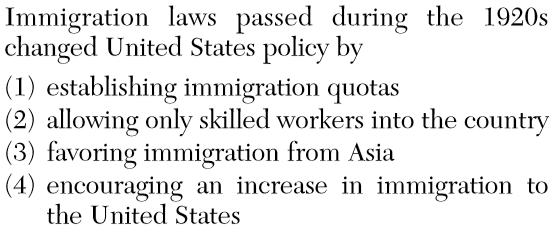 Immigration laws passed during the 1920s
changed United States policy by
(1) establishing immigration quotas
(2) allowing only skilled workers into the country
(3) favoring immigration from Asia
(4) encouraging an increase in immigration to
the United States